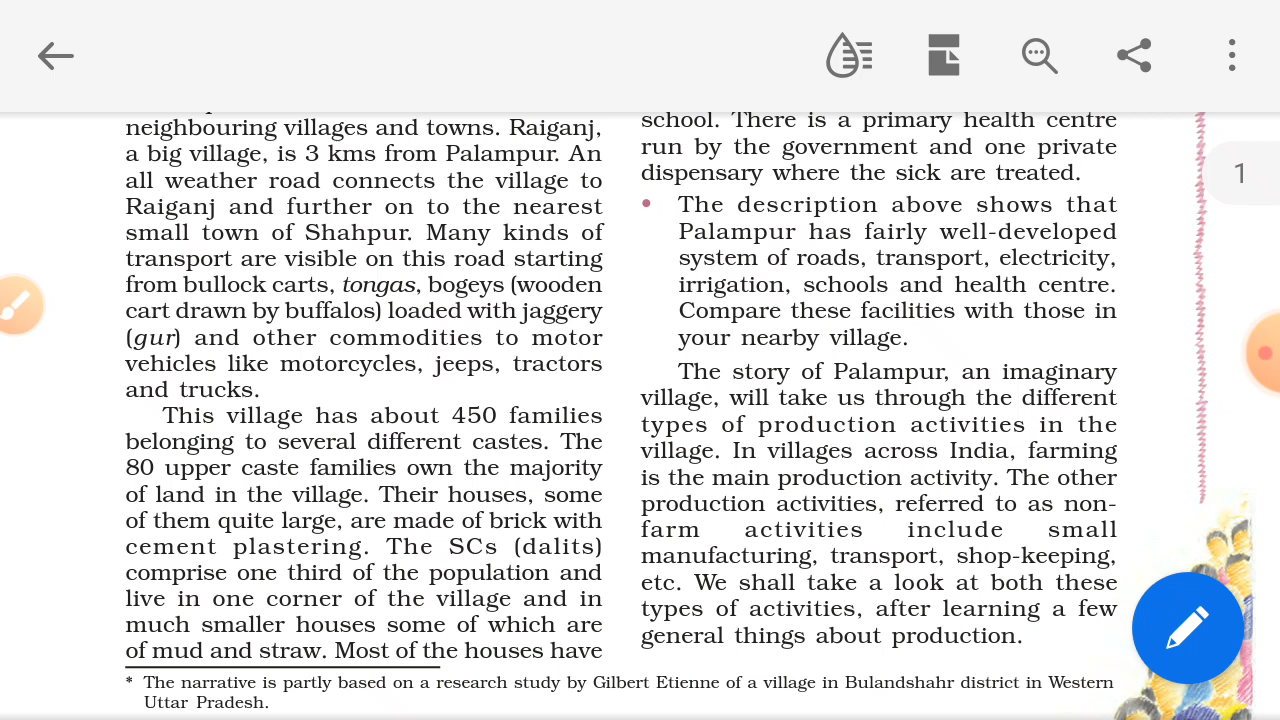 1
neighbouring villages and towns. Raiganj,
a big village, is 3 kms from Palampur. An
all weather road connects the village to
Raiganj and further on to the nearest
small town of Shahpur. Many kinds of
transport are visible on this road starting
from bullock carts, tongas, bogeys (wooden
cart drawn by buffalos) loaded with jaggery
(gur) and other commodities to motor
vehicles like motorcycles, jeeps, tractors
and trucks.
This village has about 450 families
belonging to several different castes. The
80 upper caste families own the majority
of land in the village. Their houses, some
of them quite large, are made of brick with
cement plastering. The SCs (dalits)
comprise one third of the population and
live in one corner of the village and in
much smaller houses some of which are
of mud and straw. Most of the houses have
school. There is a primary health centre
run by the government and one private
dispensary where the sick are treated.
• The description above shows that
Palampur has fairly well-developed
system of roads, transport, electricity,
irrigation, schools and health centre.
Compare these facilities with those in
your nearby village.
The story of Palampur, an imaginary
village, will take us through the different
types of production activities in the
village. In villages across India, farming
is the main production activity. The other
production activities, referred to as non-
farm activities include small
manufacturing, transport, shop-keeping,
etc. We shall take a look at both these
types of activities, after learning a few
general things about production.
* The narrative is partly based on a research study by Gilbert Etienne of a village in Bulandshahr district in Western
Uttar Pradesh.